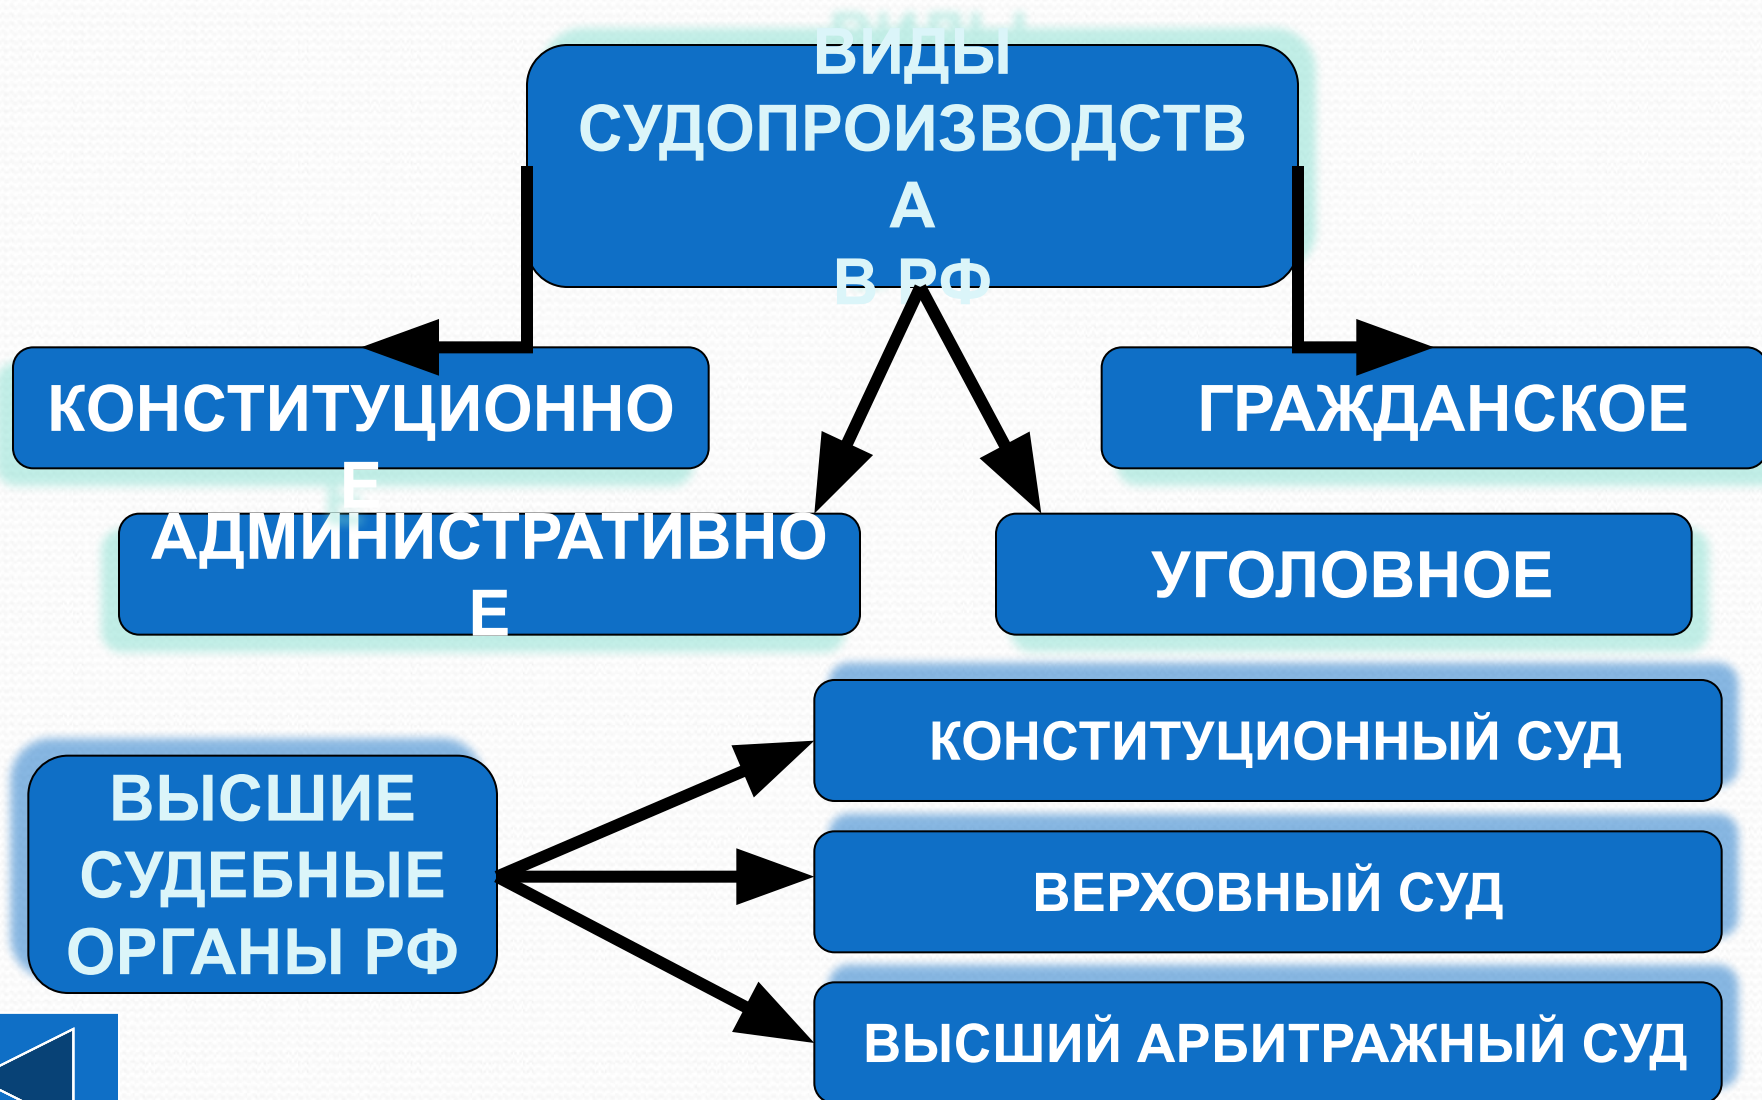 ВИДЫ
СУДОПРОИЗВОДСТВ
А
В РФ
КОНСТИТУЦИОННО
Е
ГРАЖДАНСКОЕ
АДМИНИСТРАТИВНО
Е
УГОЛОВНОЕ
ВЫСШИЕ
СУДЕБНЫЕ
ОРГАНЫ РФ
КОНСТИТУЦИОННЫЙ СУД
ВЕРХОВНЫЙ СУД
ВЫСШИЙ АРБИТРАЖНЫЙ СУД